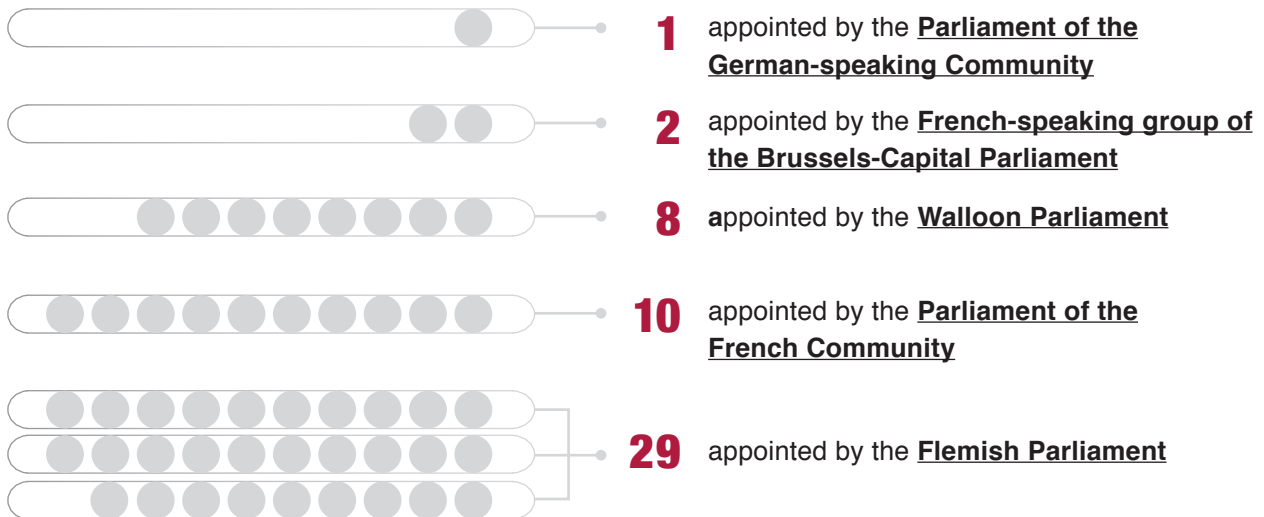 1 appointed by the Parliament of the
German-speaking Community
2 appointed by the French-speaking group of
the Brussels-Capital Parliament
8 appointed by the Walloon Parliament
10 appointed by the Parliament of the
French Community
29 appointed by the Flemish Parliament